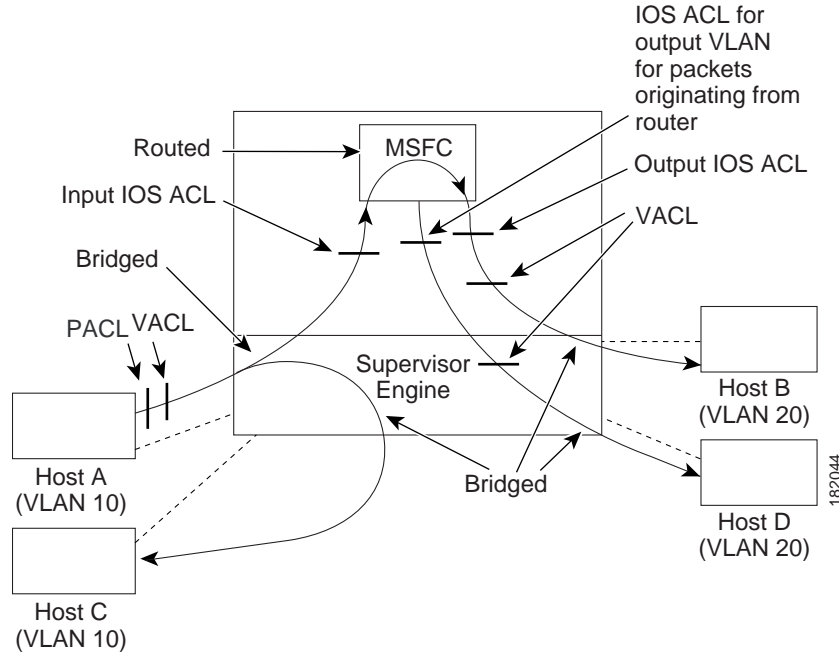 IOS ACL for
output VLAN
for packets
originating from
router
Routed
MSFC
Output IOS ACL
Input IOS ACL
VACL
Bridged
PACL
VACL
Supervisor
Engine
Host B
(VLAN 20)
Host A
(VLAN 10)
Bridged
182044
Host D
(VLAN 20)
Host C
(VLAN 10)